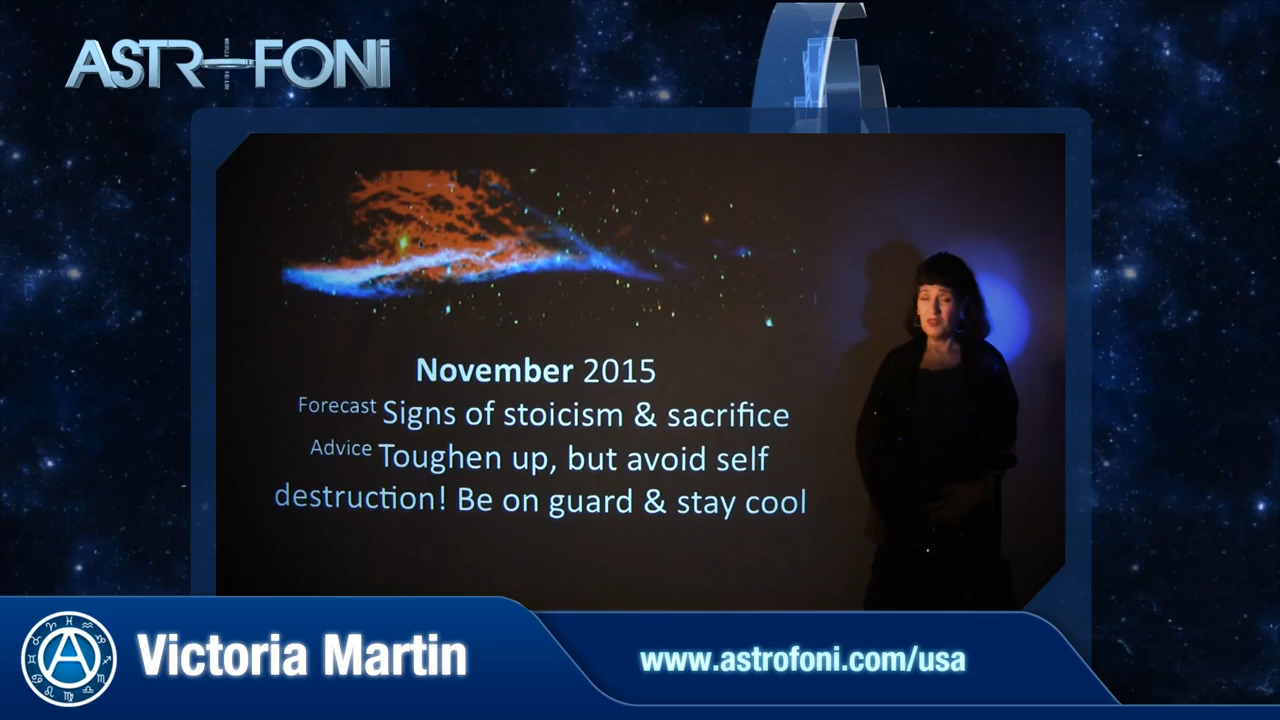 ASTROFONi
November 2015
Forecast Signs of stoicism & sacrifice
Advice Toughen up, but avoid self
destruction! Be on guard & stay cool
Victoria Martin
www.astrofoni.com/usa